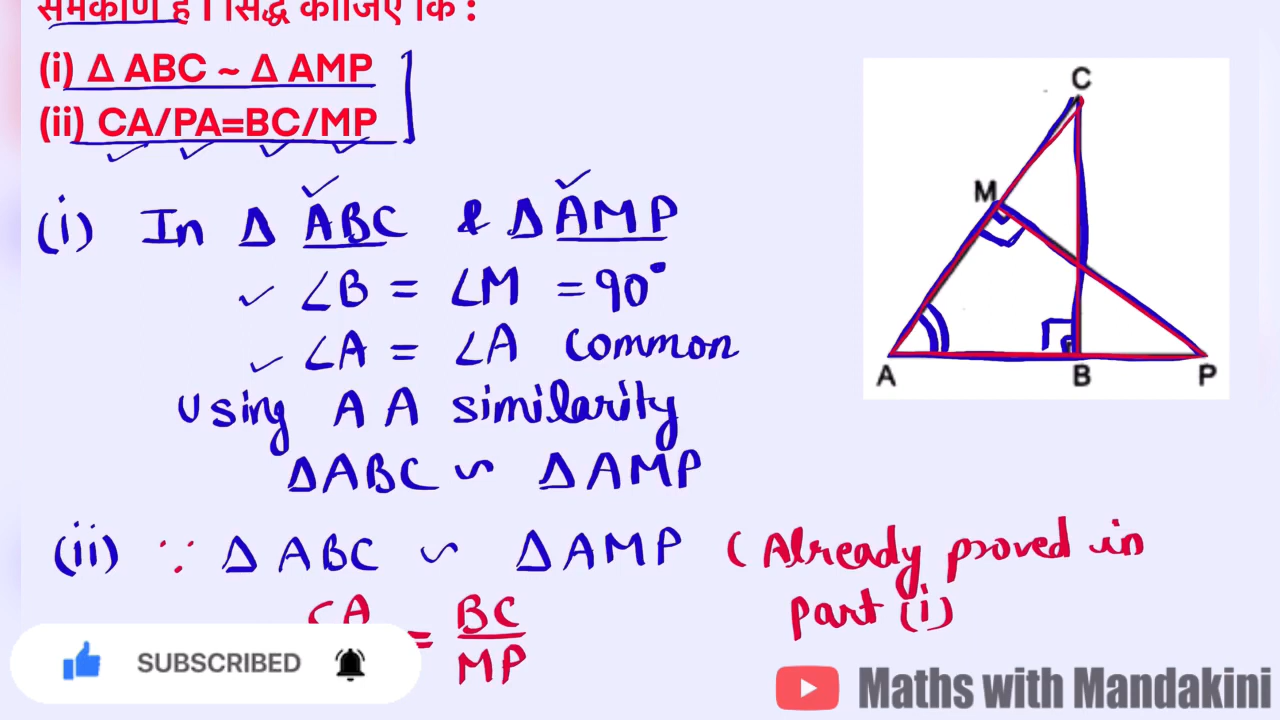 समकोण है। सिद्ध कीजिए कि :
(i) Δ ABC ~ Δ AMP
(ii) CA/PA=BC/MP
(i) In Δ ABC & Δ AMP
∠B = ∠M = 90°
∠A = ∠A common
Using AA similarity
ΔABC ~ ΔAMP
(ii) ∵ Δ ABC ~ Δ AMP (Already proved in
part (i)
CA = BC
MP
C
M
A
B
P
SUBSCRIBED
Maths with Mandakini